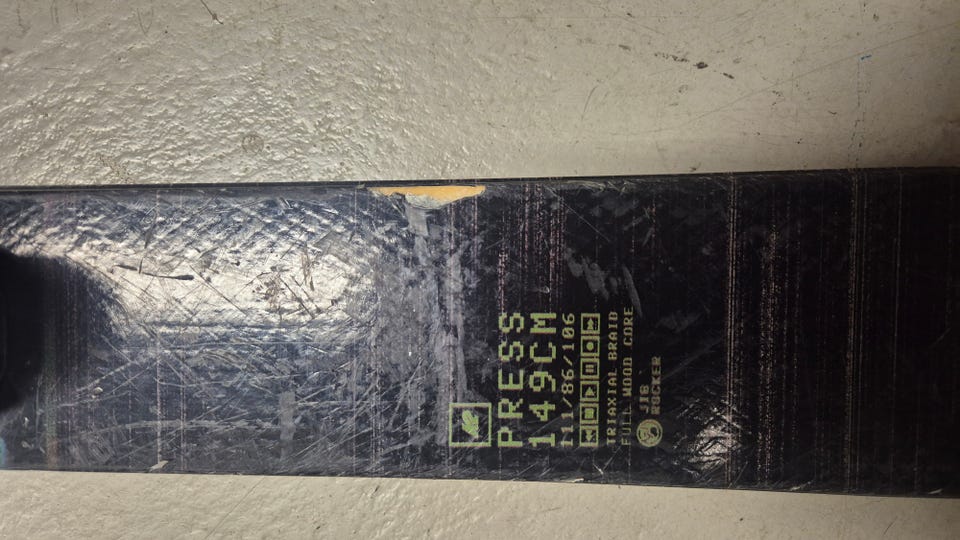 PRESS
149CM
111/86/106
TRIAXIAL BRAID
FULL WOOD CORE
JIB
ROCKER